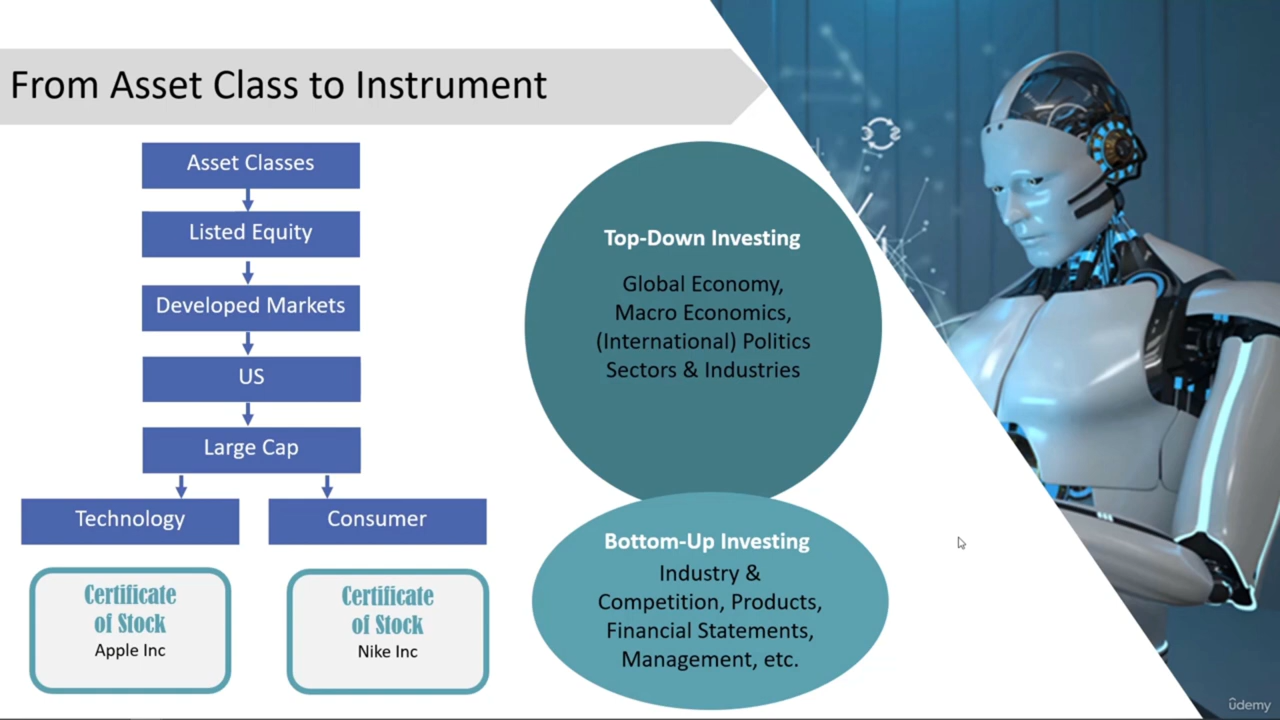 From Asset Class to Instrument
Asset Classes
Listed Equity
Developed Markets
US
Large Cap
Technology
Consumer
Certificate
of Stock
Apple Inc
Certificate
of Stock
Nike Inc
Top-Down Investing
Global Economy,
Macro Economics,
(International) Politics
Sectors & Industries
Bottom-Up Investing
Industry &
Competition, Products,
Financial Statements,
Management, etc.
ûdemy